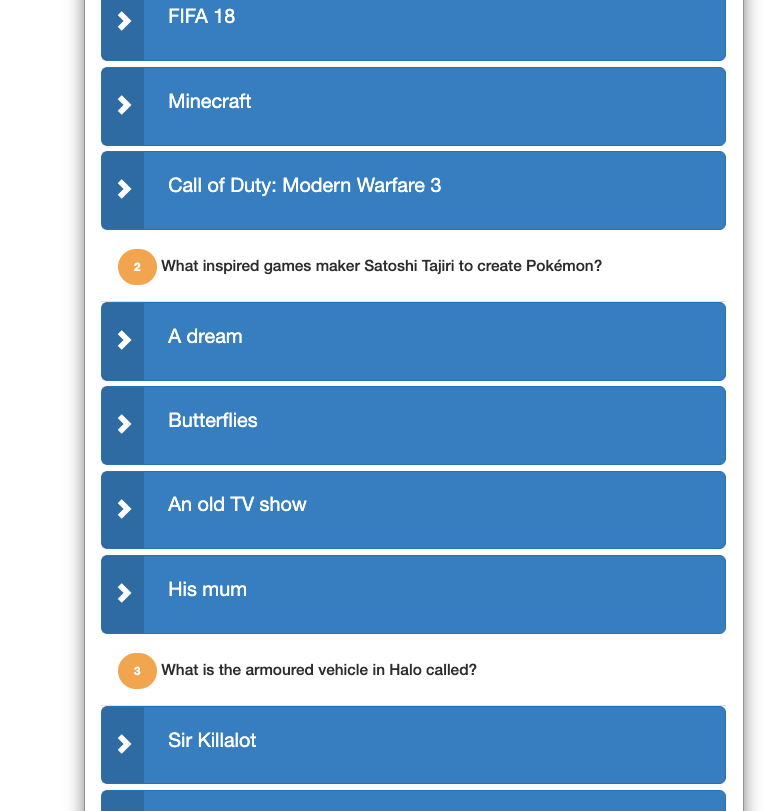 FIFA 18
Minecraft
Call of Duty: Modern Warfare 3
2 What inspired games maker Satoshi Tajiri to create Pokémon?
A dream
Butterflies
An old TV show
His mum
3 What is the armoured vehicle in Halo called?
Sir Killalot